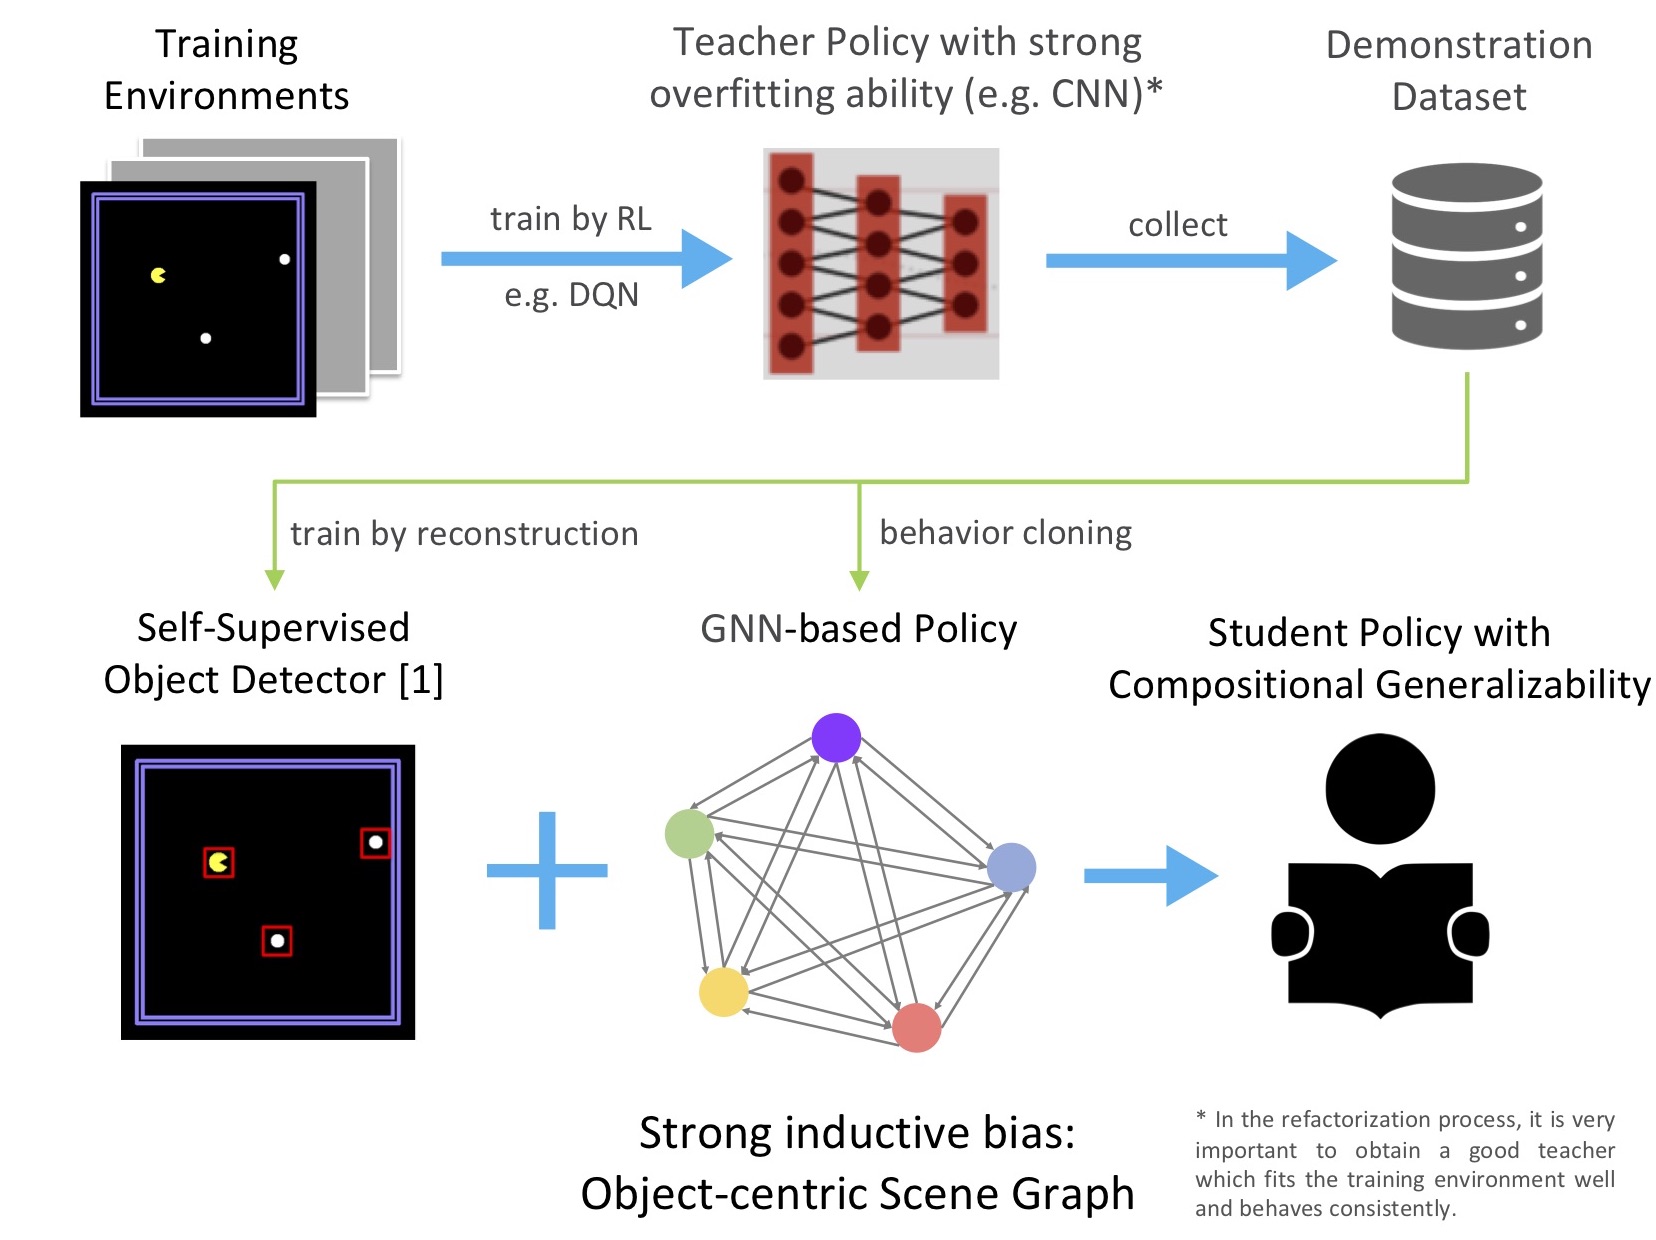 Training
Environments
Teacher Policy with strong
overfitting ability (e.g. CNN)*
Demonstration
Dataset
train by RL
e.g. DQN
collect
train by reconstruction
behavior cloning
Self-Supervised
Object Detector [1]
GNN-based Policy
Student Policy with
Compositional Generalizability
Strong inductive bias:
Object-centric Scene Graph
* In the refactorization process, it is very
important to obtain a good teacher
which fits the training environment well
and behaves consistently.